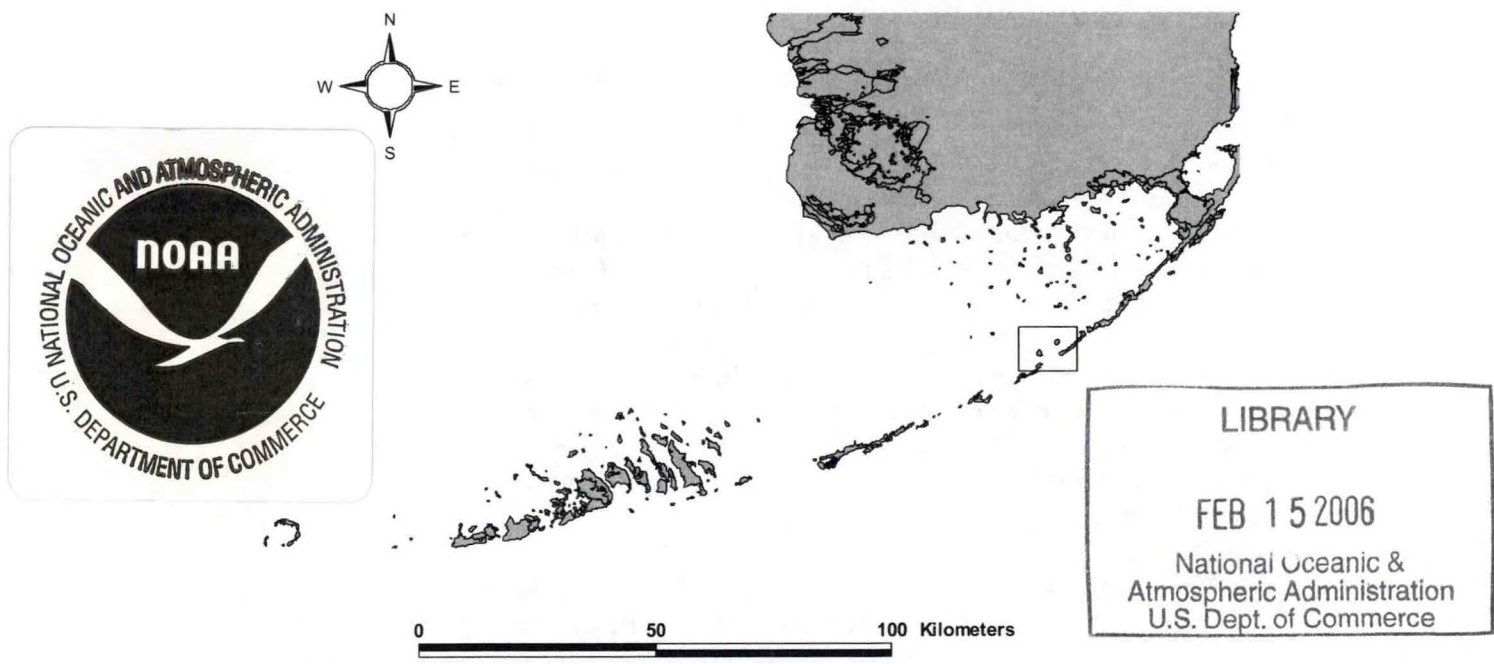 N
W E
S
U.S. NATIONAL OCEANIC AND ATMOSPHERIC ADMINISTRATION
NOAA
U.S. DEPARTMENT OF COMMERCE
LIBRARY
FEB 15 2006
National Oceanic &
Atmospheric Administration
U.S. Dept. of Commerce
0 50 100 Kilometers